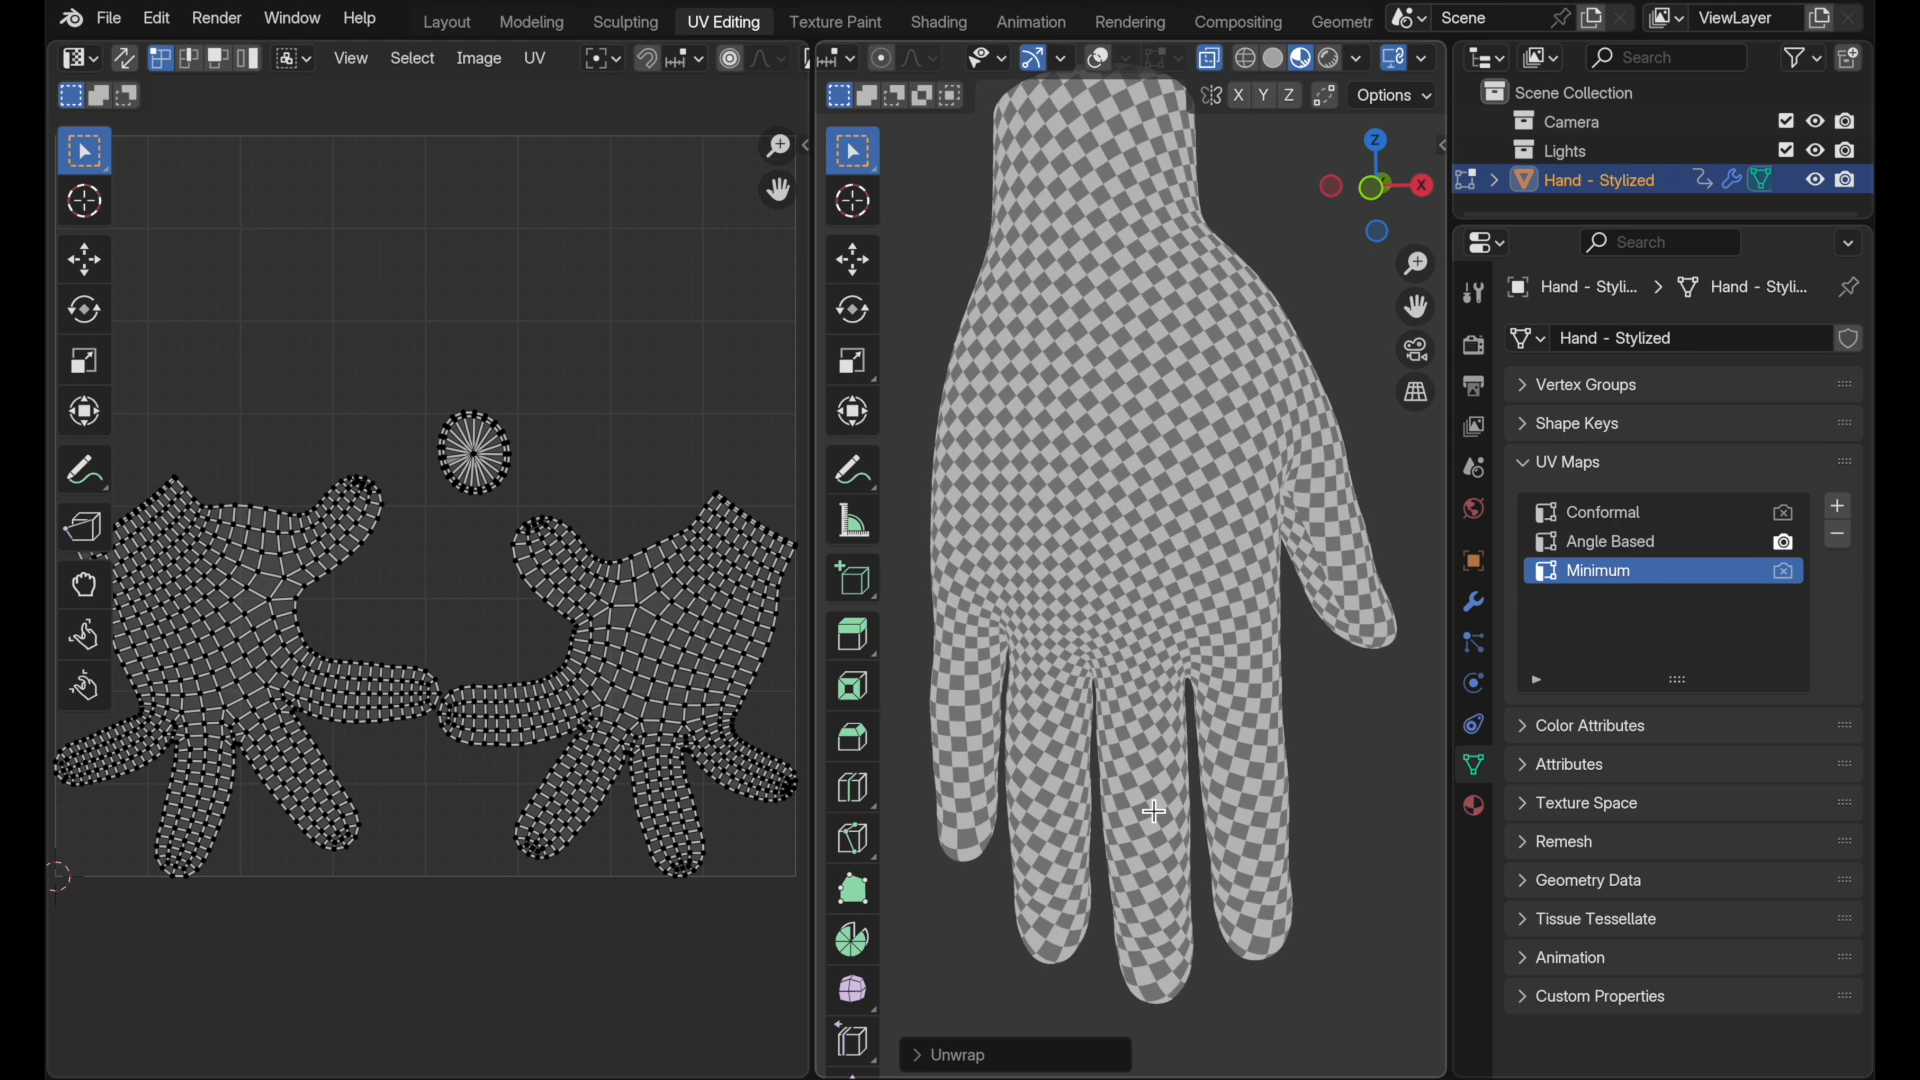 File Edit Render Window Help
Layout Modeling Sculpting UV Editing Texture Paint Shading Animation Rendering Compositing Geometr
Scene
ViewLayer
View Select Image UV
X Y Z
Options
Z
X
Search
Scene Collection
Camera
Lights
Hand - Stylized
Search
Hand - Styli... Hand - Styli...
Hand - Stylized
Vertex Groups
Shape Keys
UV Maps
Conformal
Angle Based
Minimum
Color Attributes
Attributes
Texture Space
Remesh
Geometry Data
Tissue Tessellate
Animation
Custom Properties
Unwrap